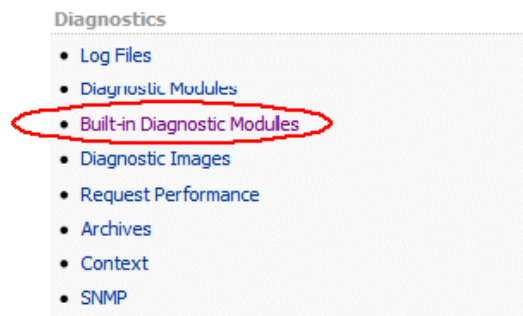 Diagnostics
Log Files
Diagnostic Modules
Built-in Diagnostic Modules
Diagnostic Images
Request Performance
Archives
Context
SNMP